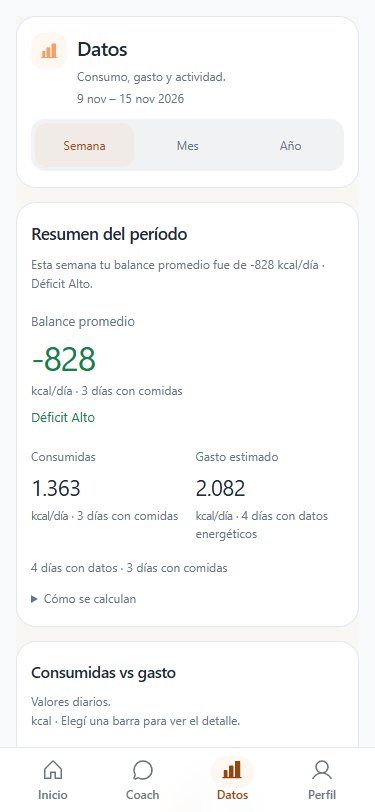 Datos
Consumo, gasto y actividad.
9 nov – 15 nov 2026
Semana
Mes
Año
Resumen del período
Esta semana tu balance promedio fue de -828 kcal/día ·
Déficit Alto.
Balance promedio
-828
kcal/día · 3 días con comidas
Déficit Alto
Consumidas
1.363
kcal/día · 3 días con comidas
Gasto estimado
2.082
kcal/día · 4 días con datos
energéticos
4 días con datos · 3 días con comidas
Cómo se calculan
Consumidas vs gasto
Valores diarios.
kcal · Elegí una barra para ver el detalle.
Inicio
Coach
Datos
Perfil